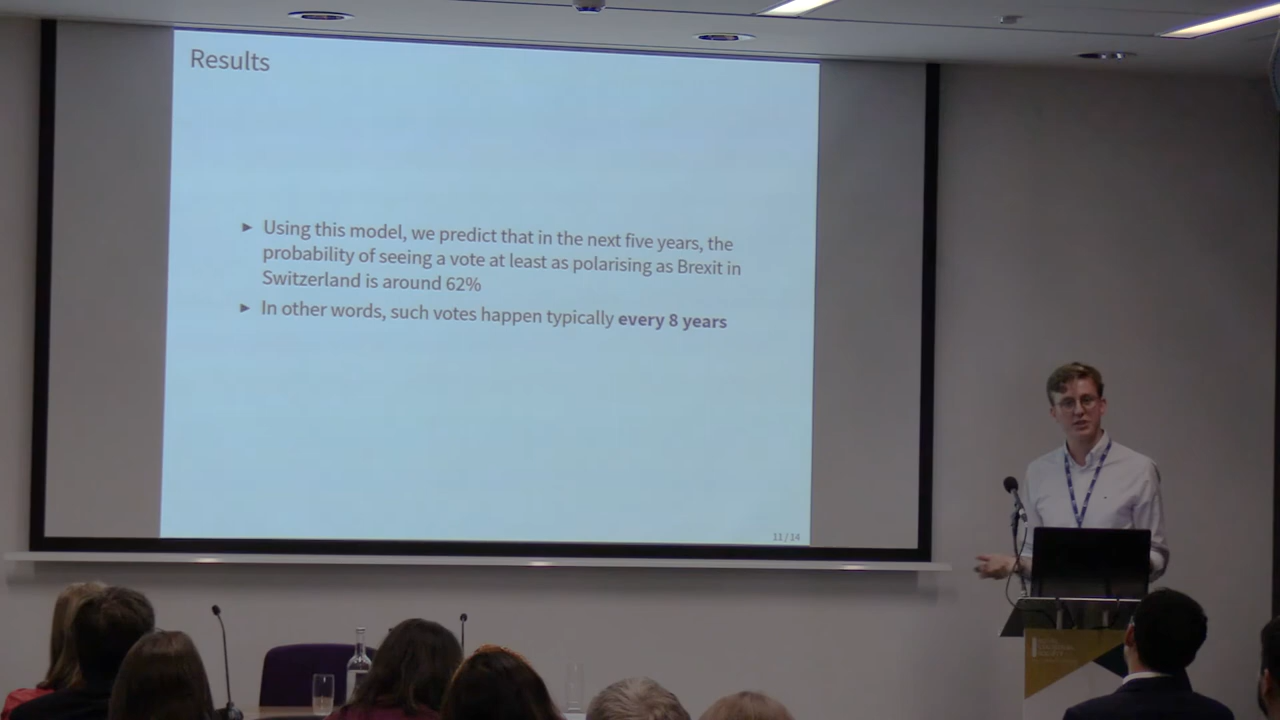 Results
► Using this model, we predict that in the next five years, the
probability of seeing a vote at least as polarising as Brexit in
Switzerland is around 62%
► In other words, such votes happen typically every 8 years
11/14